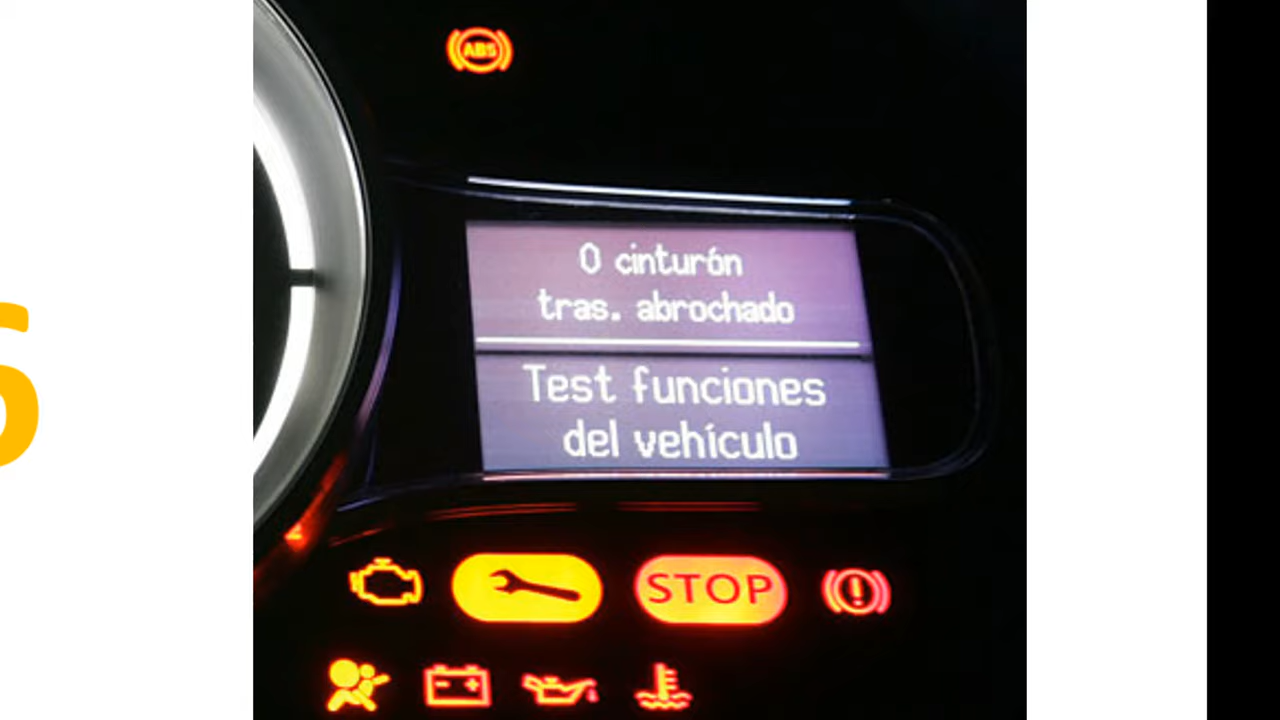 ABS
0 cinturón
tras. abrochado
Test funciones
del vehículo
STOP